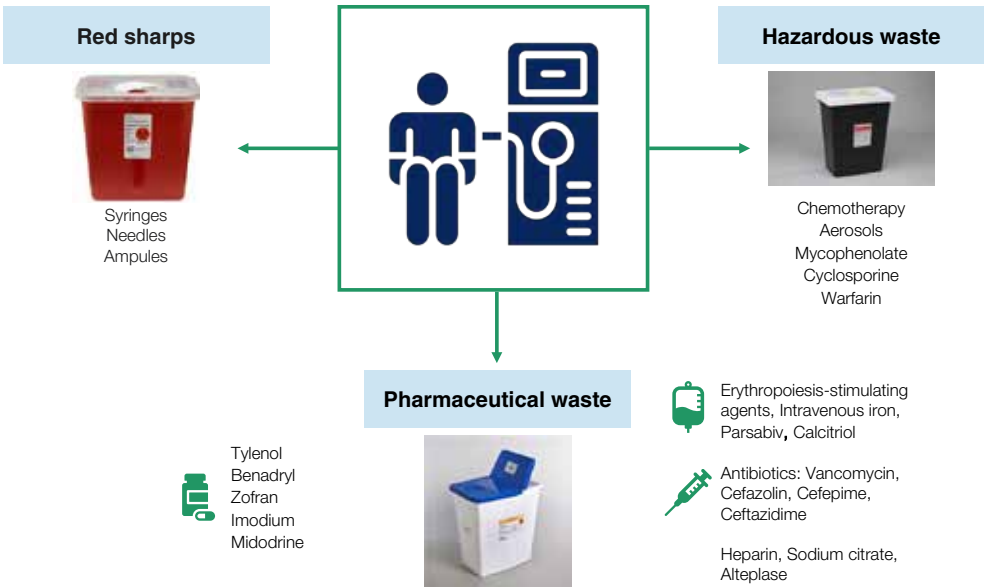 Red sharps
Hazardous waste
Syringes
Needles
Ampules
Chemotherapy
Aerosols
Mycophenolate
Cyclosporine
Warfarin
Pharmaceutical waste
Tylenol
Benadryl
Zofran
Imodium
Midodrine
Erythropoiesis-stimulating
agents, Intravenous iron,
Parsabiv, Calcitriol
Antibiotics: Vancomycin,
Cefazolin, Cefepime,
Ceftazidime
Heparin, Sodium citrate,
Alteplase